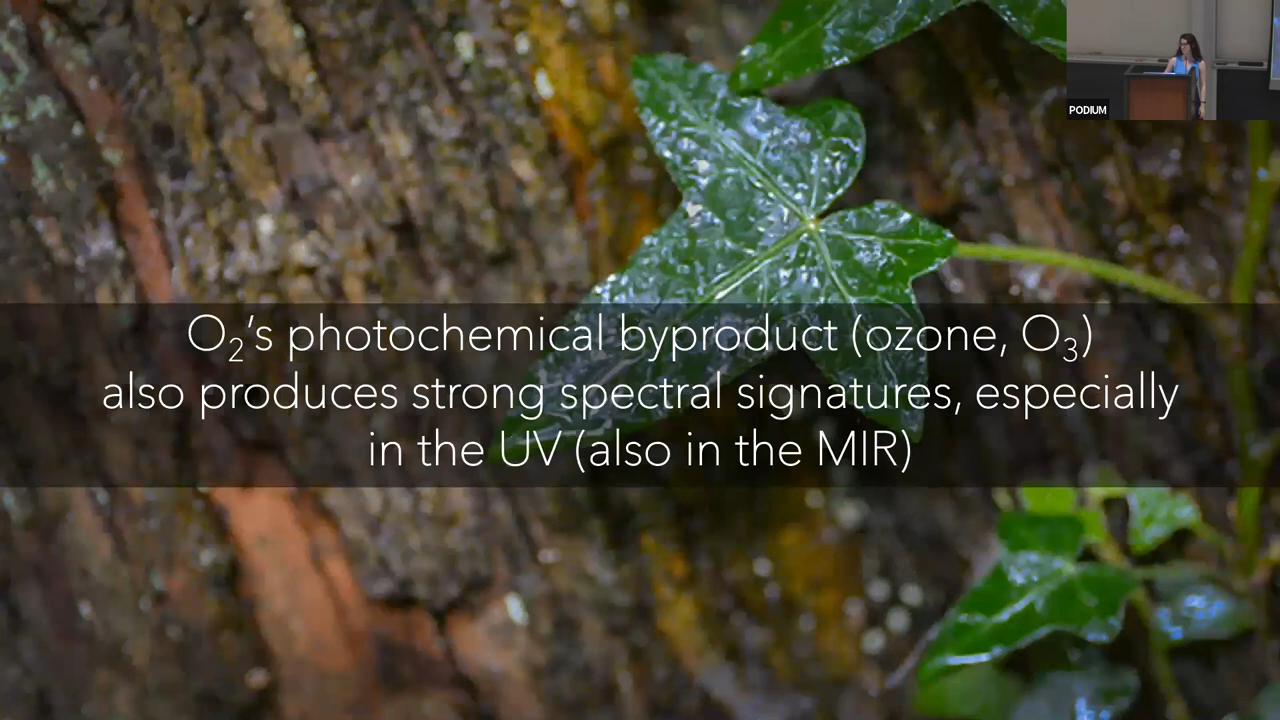 PODIUM
O₂'s photochemical byproduct (ozone, O₃)
also produces strong spectral signatures, especially
in the UV (also in the MIR)